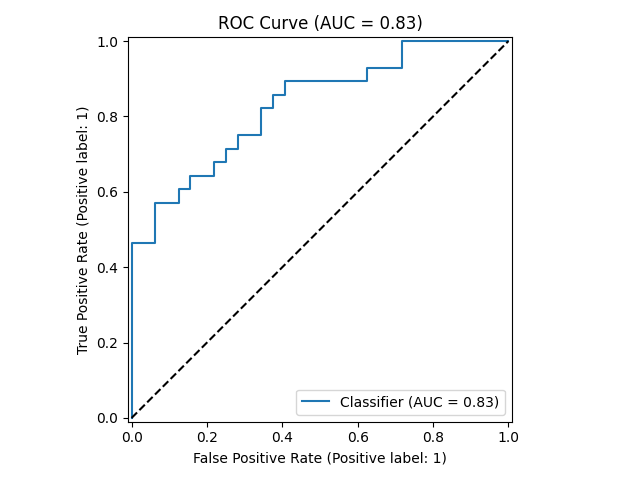 ROC Curve (AUC = 0.83)
True Positive Rate (Positive label: 1)
1.0
0.8
0.6
0.4
0.2
0.0
0.0 0.2 0.4 0.6 0.8 1.0
False Positive Rate (Positive label: 1)
Classifier (AUC = 0.83)